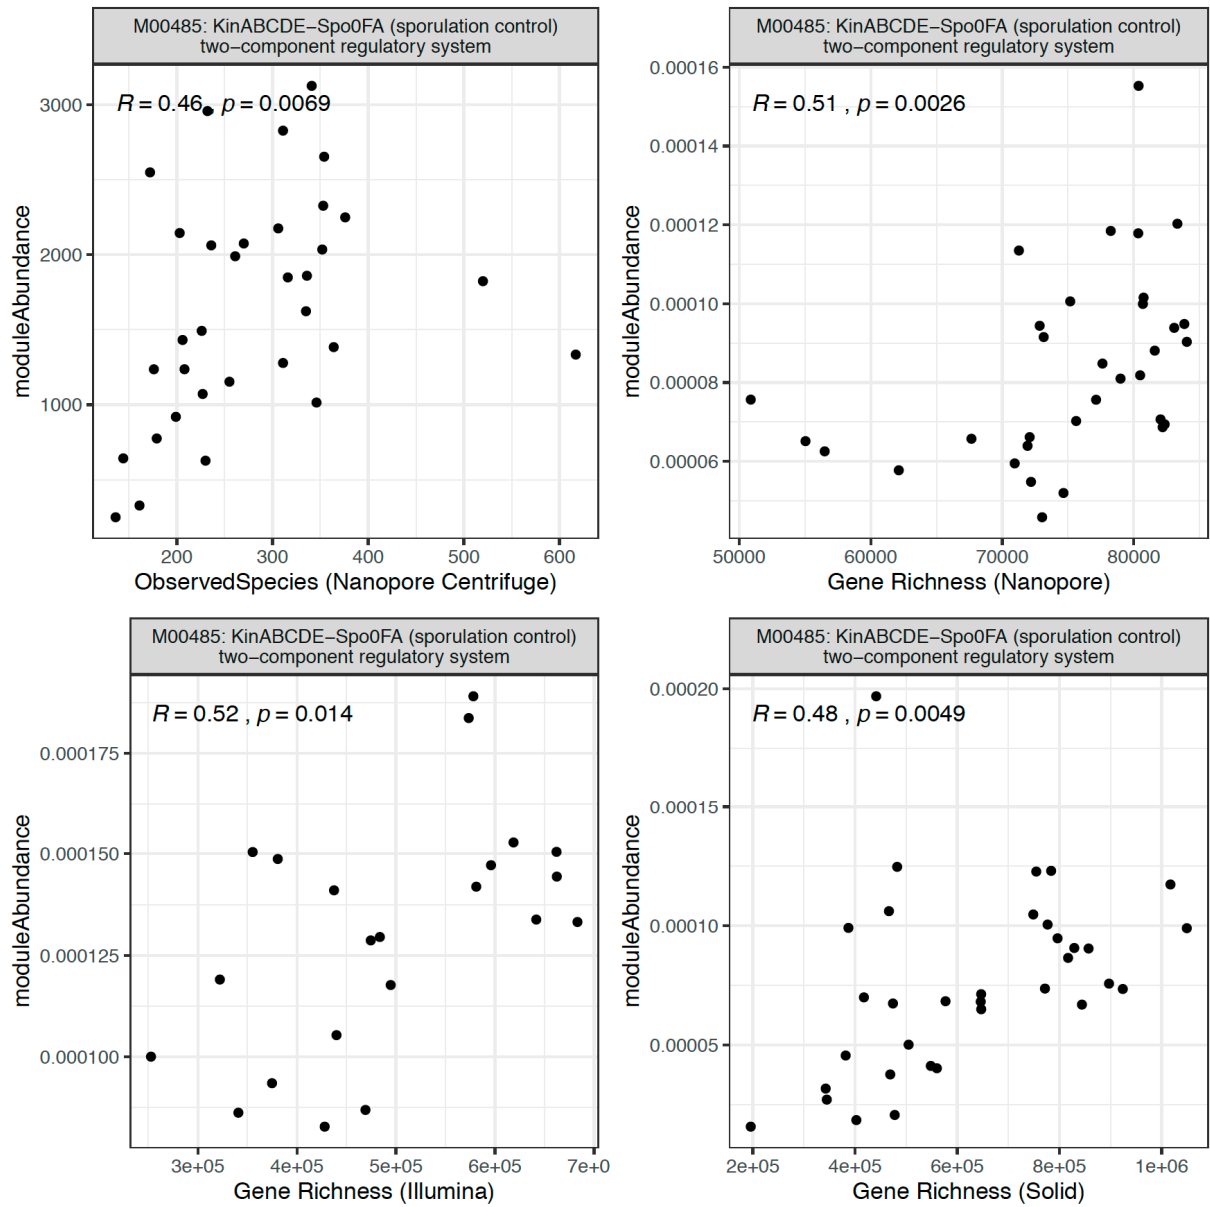 M00485: KinABCDE−Spo0FA (sporulation control)
two−component regulatory system
R = 0.46 , p = 0.0069
3000
2000
1000
moduleAbundance
200 300 400 500 600
ObservedSpecies (Nanopore Centrifuge)
M00485: KinABCDE−Spo0FA (sporulation control)
two−component regulatory system
R = 0.51 , p = 0.0026
0.00016
0.00014
0.00012
0.00010
0.00008
0.00006
moduleAbundance
50000 60000 70000 80000
Gene Richness (Nanopore)
M00485: KinABCDE−Spo0FA (sporulation control)
two−component regulatory system
R = 0.52 , p = 0.014
0.000175
0.000150
0.000125
0.000100
moduleAbundance
3e+05 4e+05 5e+05 6e+05 7e+0
Gene Richness (Illumina)
M00485: KinABCDE−Spo0FA (sporulation control)
two−component regulatory system
R = 0.48 , p = 0.0049
0.00020
0.00015
0.00010
0.00005
moduleAbundance
2e+05 4e+05 6e+05 8e+05 1e+06
Gene Richness (Solid)